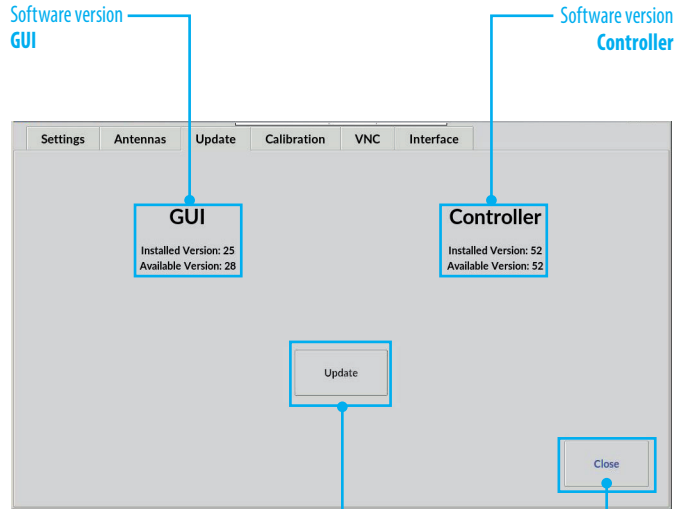 Software version
GUI
Software version
Controller
Settings Antennas Update Calibration VNC Interface
GUI
Installed Version: 25
Available Version: 28
Controller
Installed Version: 52
Available Version: 52
Update
Close